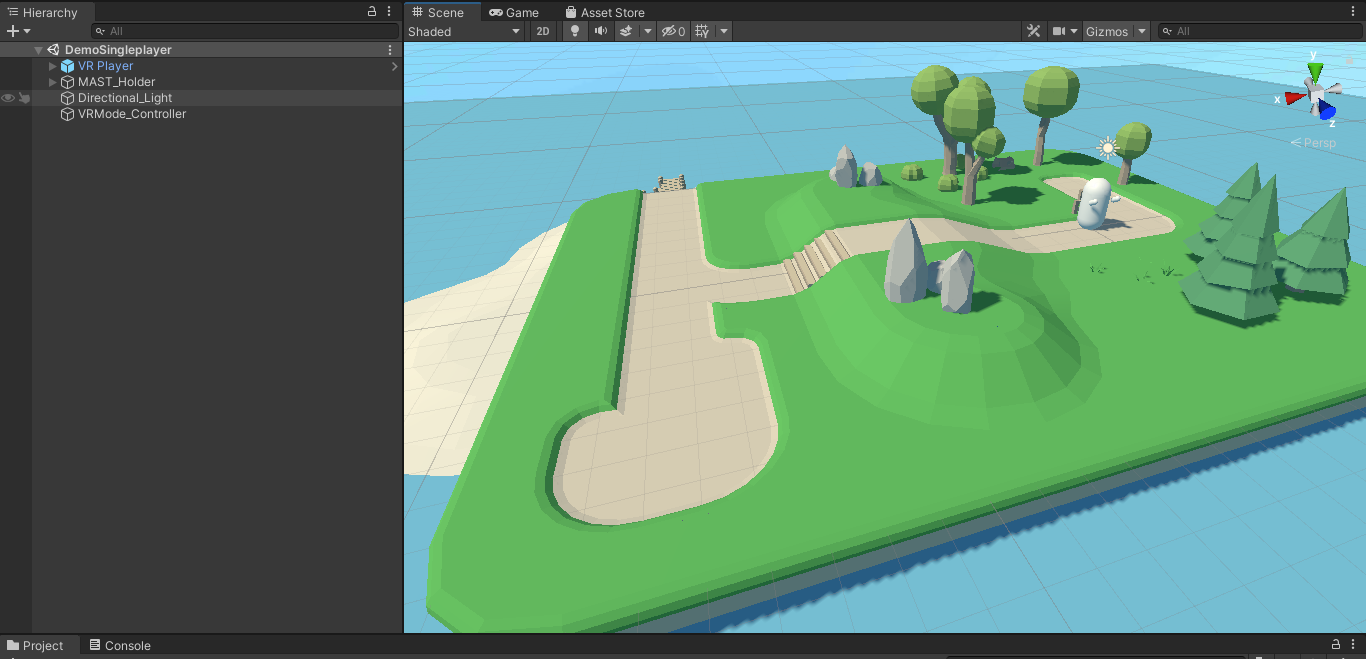 Hierarchy
All
DemoSingleplayer
VR Player
MAST_Holder
Directional_Light
VRMode_Controller
Scene
Game
Asset Store
Shaded
2D
0
Gizmos
All
y
x
z
Persp
Project
Console